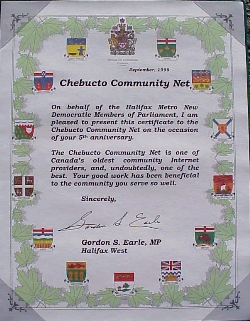 September, 1999
Chebucto Community Net
On behalf of the Halifax Metro New
Democratic Members of Parliament, I am
pleased to present this certificate to the
Chebucto Community Net on the occasion
of your 5th anniversary.
The Chebucto Community Net is one of
Canada's oldest community Internet
providers, and, undoubtedly, one of the
best. Your good work has been beneficial
to the community you serve so well.
Sincerely,
Gordon S. Earle
Gordon S. Earle, MP
Halifax West